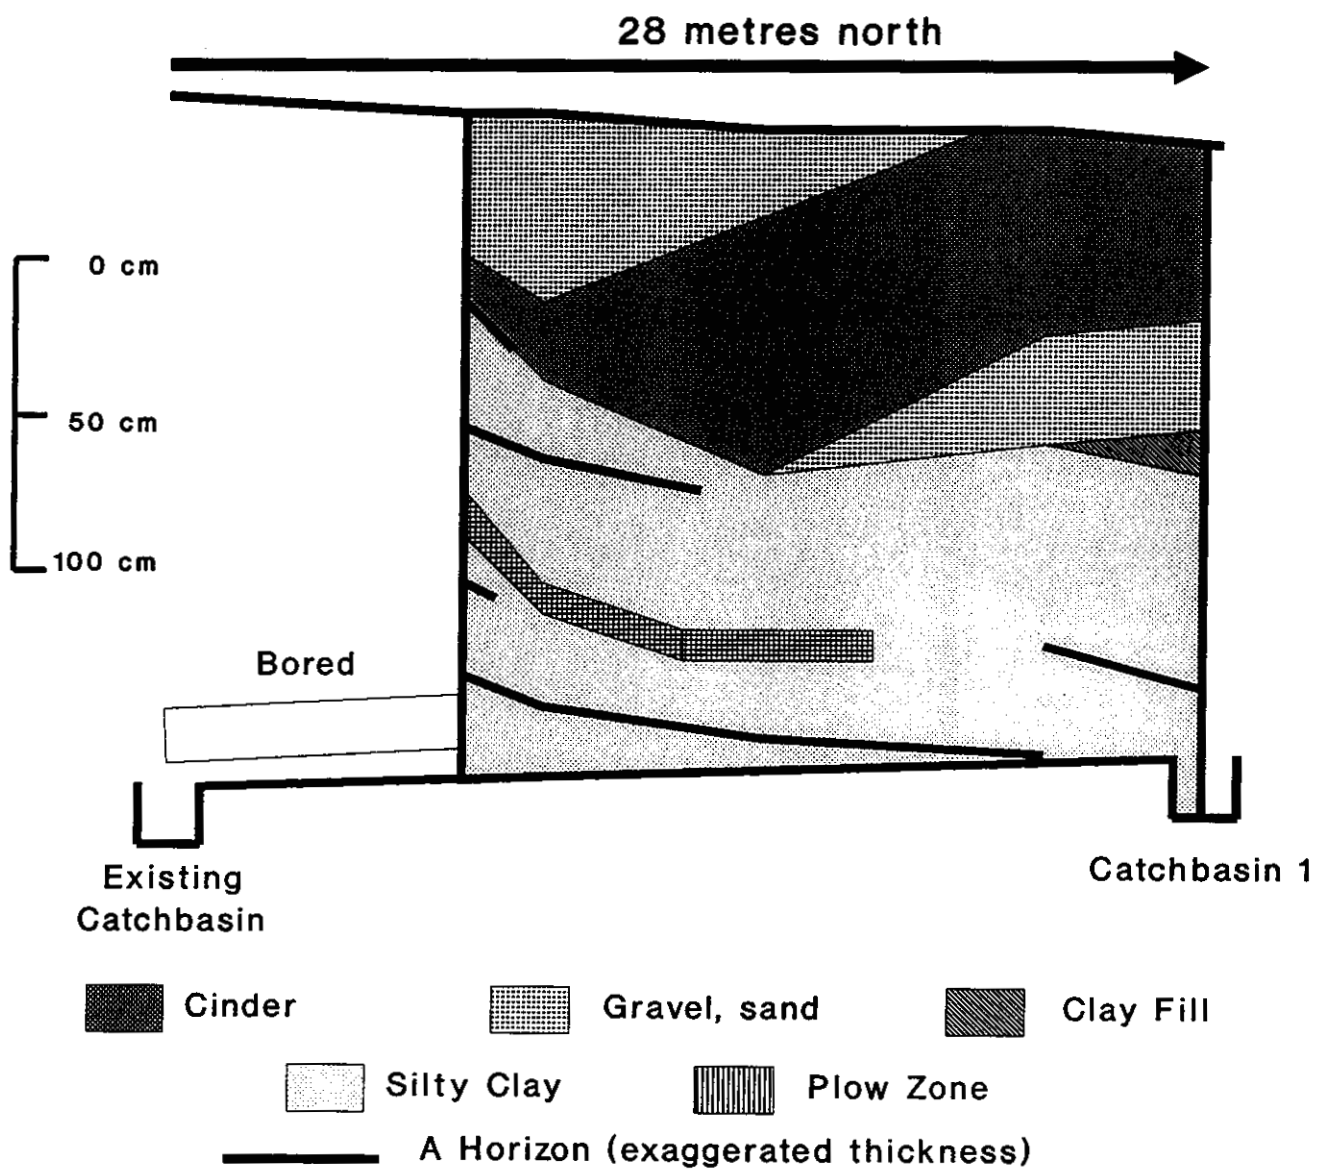 28 metres north
0 cm
50 cm
100 cm
Bored
Existing
Catchbasin
Catchbasin 1
Cinder
Gravel, sand
Clay Fill
Silty Clay
Plow Zone
A Horizon (exaggerated thickness)